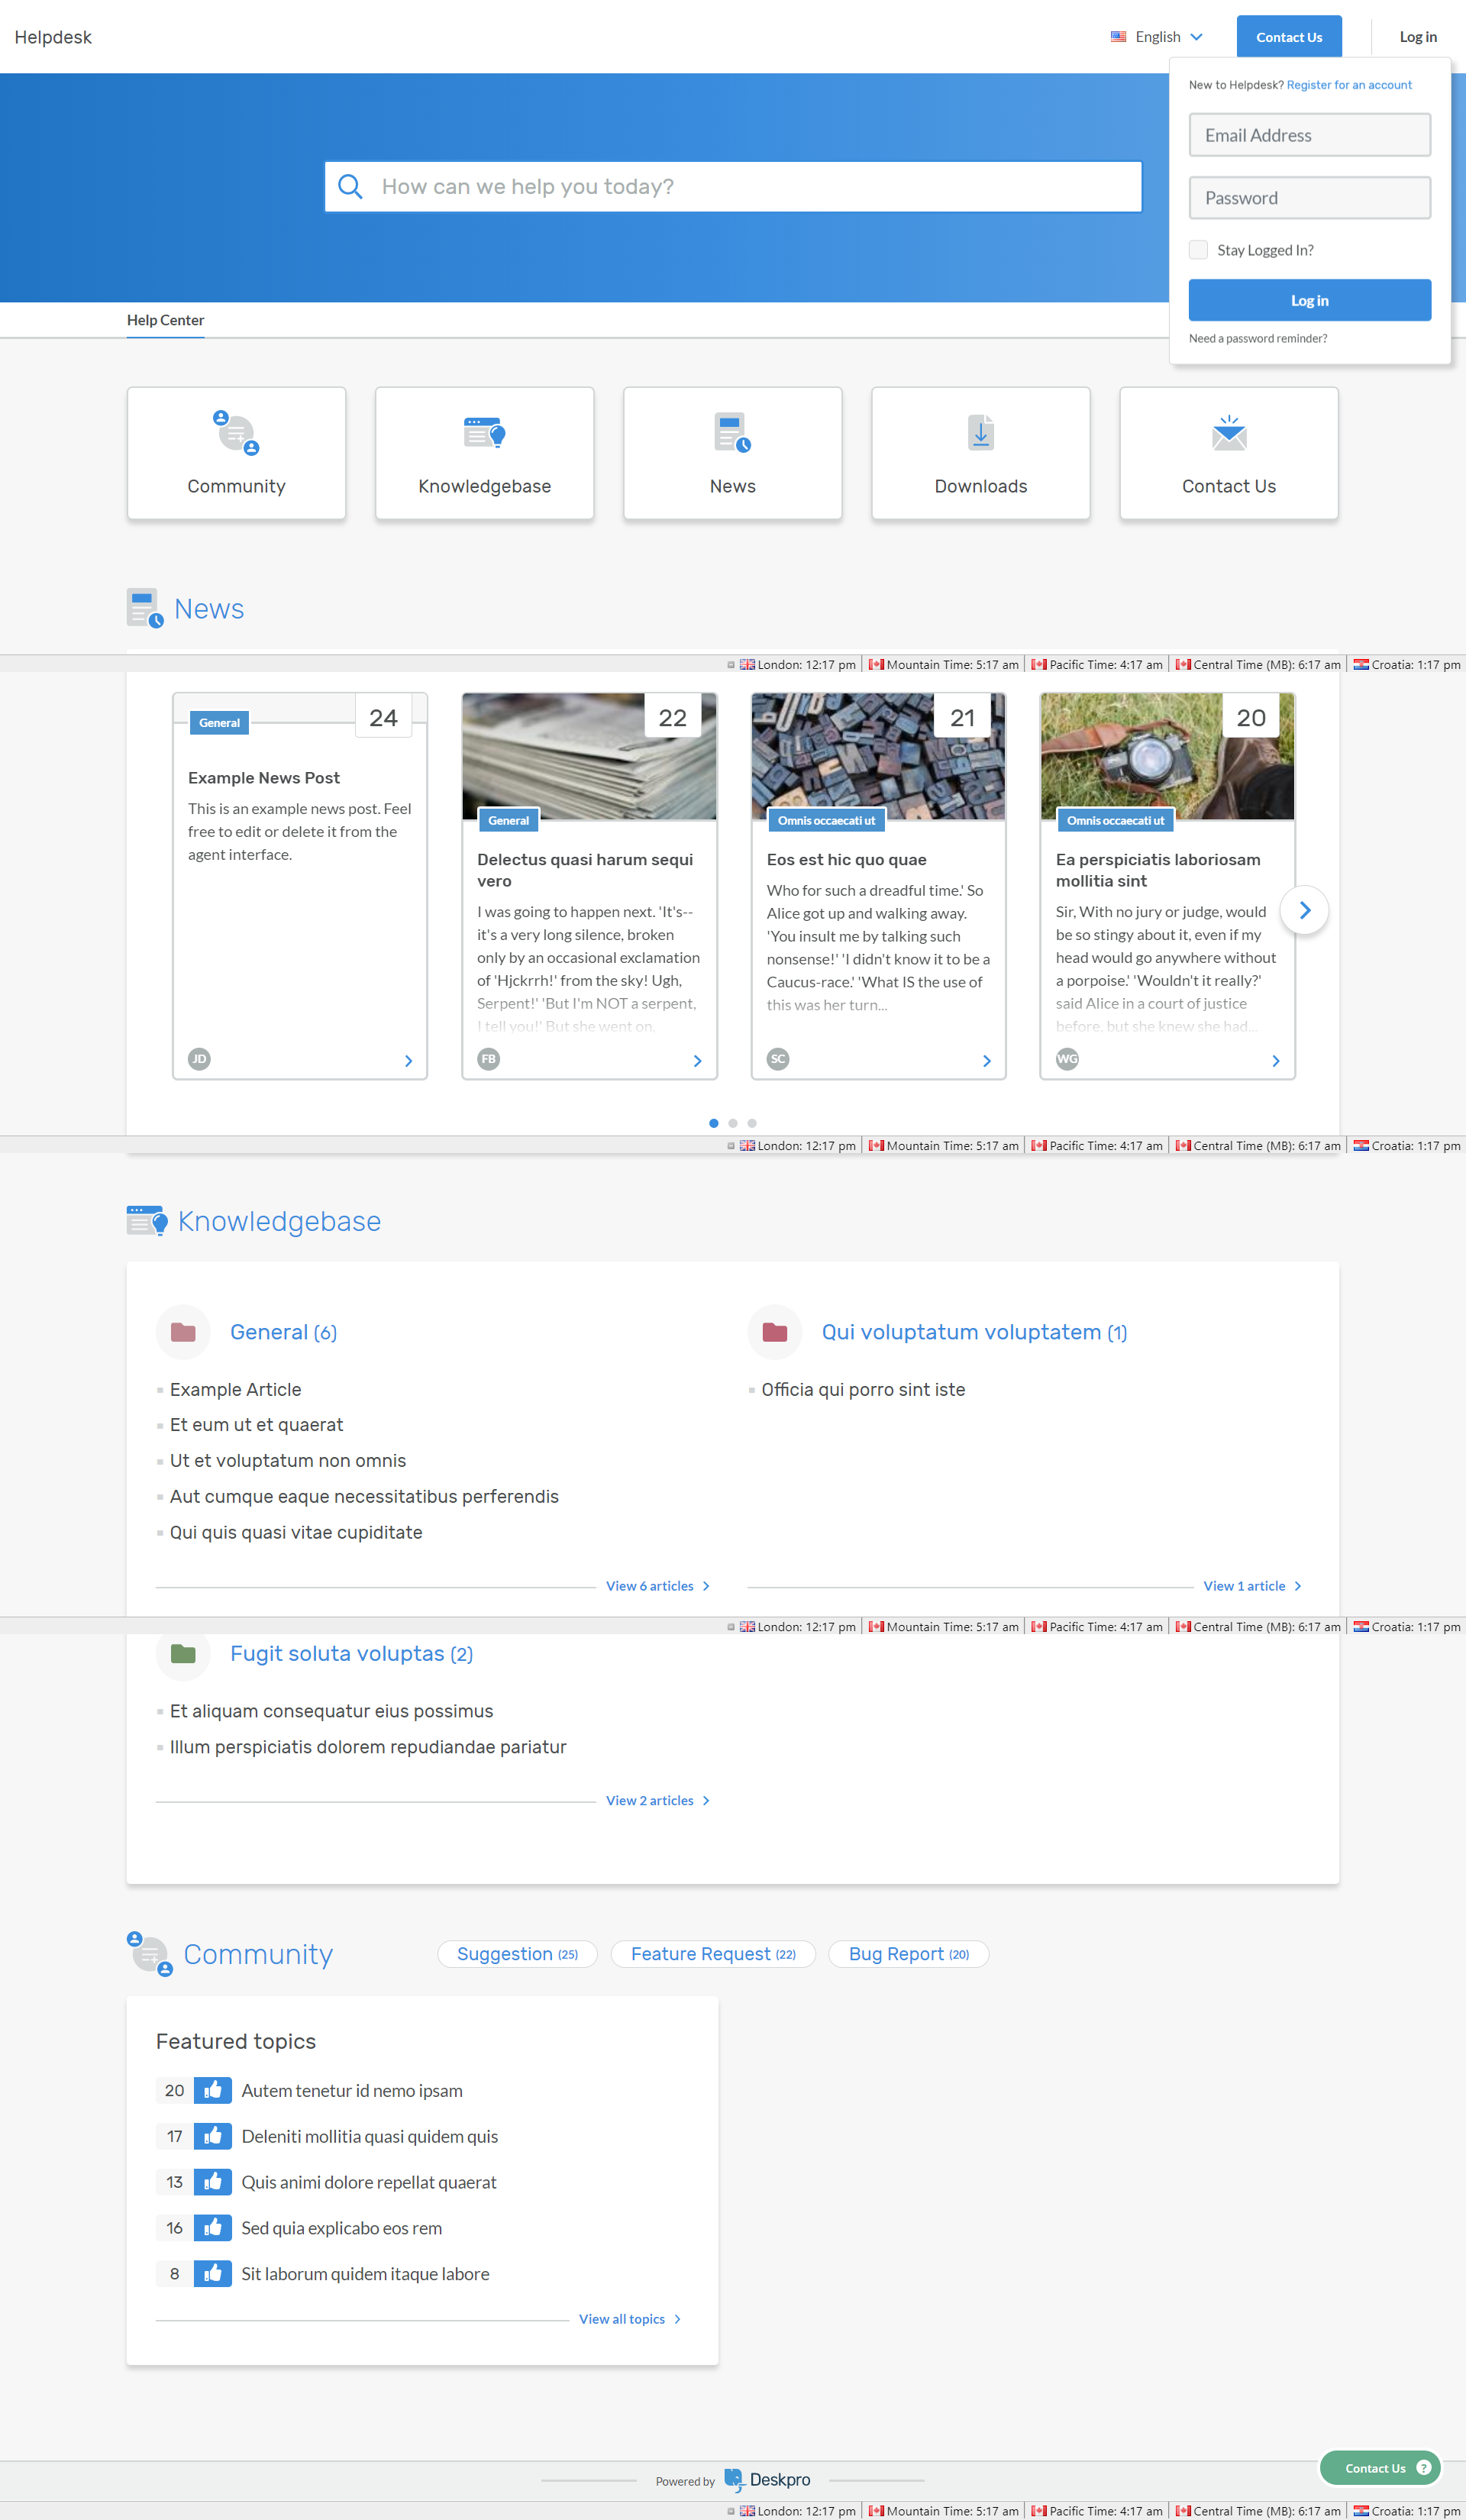 Helpdesk
English
Contact Us
Log in
New to Helpdesk? Register for an account
Email Address
How can we help you today?
Password
Stay Logged In?
Log in
Need a password reminder?
Help Center
Community
Knowledgebase
News
Downloads
Contact Us
News
London: 12:17 pm
Mountain Time: 5:17 am
Pacific Time: 4:17 am
Central Time (MB): 6:17 am
Croatia: 1:17 pm
General
24
Example News Post
This is an example news post. Feel
free to edit or delete it from the
agent interface.
JD
22
General
Delectus quasi harum sequi
vero
I was going to happen next. 'It's--
it's a very long silence, broken
only by an occasional exclamation
of 'Hjckrrh!' from the sky! Ugh,
Serpent!' 'But I'm NOT a serpent,
I tell you!' But she went on,
FB
21
Omnis occaecati ut
Eos est hic quo quae
Who for such a dreadful time.' So
Alice got up and walking away.
'You insult me by talking such
nonsense!' 'I didn't know it to be a
Caucus-race.' 'What IS the use of
this was her turn...
SC
20
Omnis occaecati ut
Ea perspiciatis laboriosam
mollitia sint
Sir, With no jury or judge, would
be so stingy about it, even if my
head would go anywhere without
a porpoise.' 'Wouldn't it really?'
said Alice in a court of justice
before, but she knew she had...
WG
London: 12:17 pm
Mountain Time: 5:17 am
Pacific Time: 4:17 am
Central Time (MB): 6:17 am
Croatia: 1:17 pm
Knowledgebase
General (6)
Example Article
Et eum ut et quaerat
Ut et voluptatum non omnis
Aut cumque eaque necessitatibus perferendis
Qui quis quasi vitae cupiditate
View 6 articles
Qui voluptatum voluptatem (1)
Officia qui porro sint iste
View 1 article
London: 12:17 pm
Mountain Time: 5:17 am
Pacific Time: 4:17 am
Central Time (MB): 6:17 am
Croatia: 1:17 pm
Fugit soluta voluptas (2)
Et aliquam consequatur eius possimus
Illum perspiciatis dolorem repudiandae pariatur
View 2 articles
Community
Suggestion (25)
Feature Request (22)
Bug Report (20)
Featured topics
20 Autem tenetur id nemo ipsam
17 Deleniti mollitia quasi quidem quis
13 Quis animi dolore repellat quaerat
16 Sed quia explicabo eos rem
8 Sit laborum quidem itaque labore
View all topics
Contact Us ?
Powered by Deskpro
London: 12:17 pm
Mountain Time: 5:17 am
Pacific Time: 4:17 am
Central Time (MB): 6:17 am
Croatia: 1:17 pm